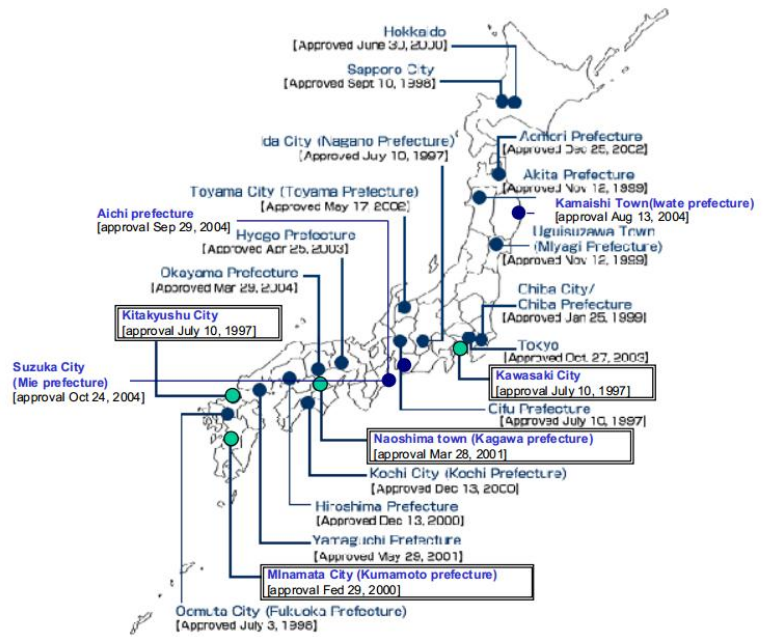 Hokkaido
[Approved June 30, 2000]
Sapporo City
[Approved Sept 10, 1998]
Ida City (Nagano Prefecture)
[Approved July 10, 1997]
Aomori Prefecture
[Approved Dec 25, 2002]
Akita Prefecture
[Approved Nov 12, 1999]
Toyama City (Toyama Prefecture)
[Approved May 17, 2002]
Kamaishi Town(Iwate prefecture)
[approval Aug 13, 2004]
Aichi prefecture
[approval Sep 29, 2004]
Hyogo Prefecture
[Approved Apr 25, 2003]
Uguisuzawa Town
(Miyagi Prefecture)
[Approved Nov 12, 1999]
Okayama Prefecture
[Approved Mar 29, 2004]
Chiba City/
Chiba Prefecture
[Approved Jan 25, 1999]
Kitakyushu City
[approval July 10, 1997]
Tokyo
[Approved Oct. 27, 2003]
Suzuka City
(Mie prefecture)
[approval Oct 24, 2004]
Kawasaki City
[approval July 10, 1997]
Cifu Prefecture
[Approved July 10, 1997]
Naoshima town (Kagawa prefecture)
[approval Mar 28, 2001]
Kochi City (Kochi Prefecture)
[Approved Dec 13, 2000]
Hiroshima Prefecture
[Approved Dec 13, 2000]
Yamaguchi Prefecture
[Approved May 29, 2001]
MInamata City (Kumamoto prefecture)
[approval Fed 29, 2000]
Oomuta City (Fukuoka Prefecture)
[Approved July 3, 1998]